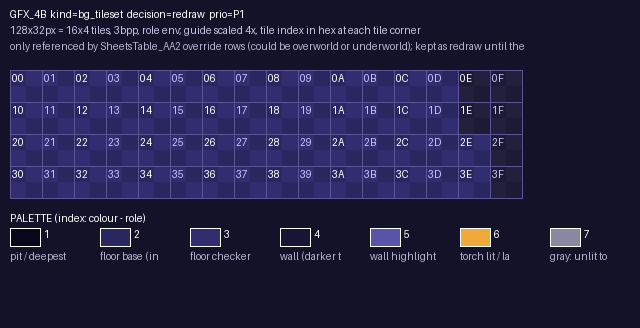 GFX_4B kind=bg_tileset decision=redraw prio=P1
128x32px = 16x4 tiles, 3bpp, role env; guide scaled 4x, tile index in hex at each tile corner
only referenced by SheetsTable_AA2 override rows (could be overworld or underworld); kept as redraw until the
00 01 02 03 04 05 06 07 08 09 0A 0B 0C 0D 0E 0F
10 11 12 13 14 15 16 17 18 19 1A 1B 1C 1D 1E 1F
20 21 22 23 24 25 26 27 28 29 2A 2B 2C 2D 2E 2F
30 31 32 33 34 35 36 37 38 39 3A 3B 3C 3D 3E 3F
PALETTE (index: colour - role)
1 2 3 4 5 6 7
pit / deepest floor base (in floor checker wall (darker t wall highlight torch lit / la gray: unlit to